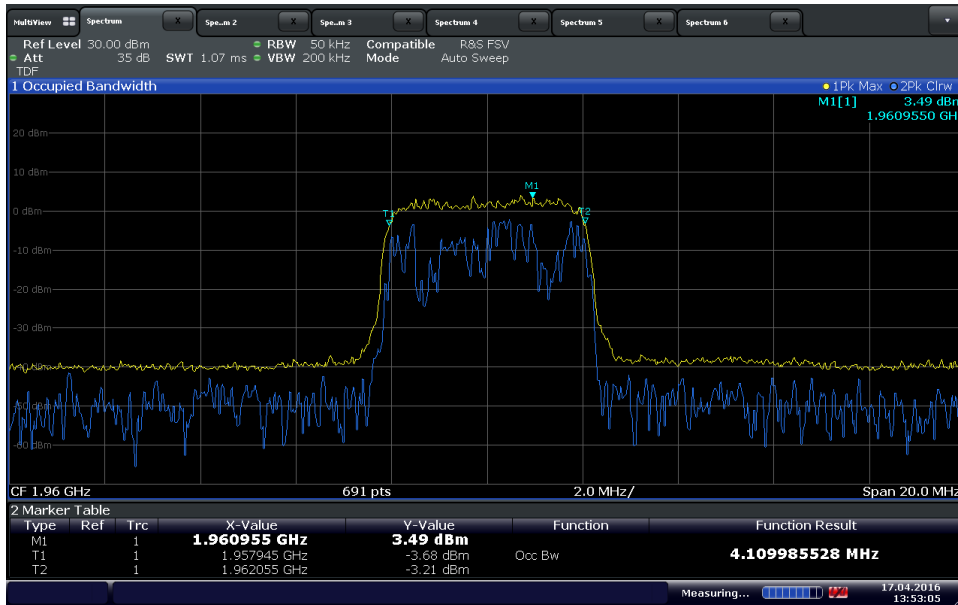 MultiView Spectrum X Spe..m 2 X Spe..m 3 X Spectrum 4 X Spectrum 5 X Spectrum 6 X
Ref Level 30.00 dBm RBW 50 kHz Compatible R&S FSV
Att 35 dB SWT 1.07 ms VBW 200 kHz Mode Auto Sweep
TDF
1 Occupied Bandwidth 1Pk Max 2Pk Clrw
M1[1] 3.49 dBm
1.9609550 GH
20 dBm
10 dBm
M1
0 dBm T1 T2
-10 dBm
-20 dBm
-30 dBm
-50 dBm
-60 dBm
CF 1.96 GHz 691 pts 2.0 MHz/ Span 20.0 MHz
2 Marker Table
Type Ref Trc X-Value Y-Value Function Function Result
M1 1 1.960955 GHz 3.49 dBm
T1 1 1.957945 GHz -3.68 dBm Occ Bw 4.109985528 MHz
T2 1 1.962055 GHz -3.21 dBm
Measuring... 17.04.2016
13:53:05